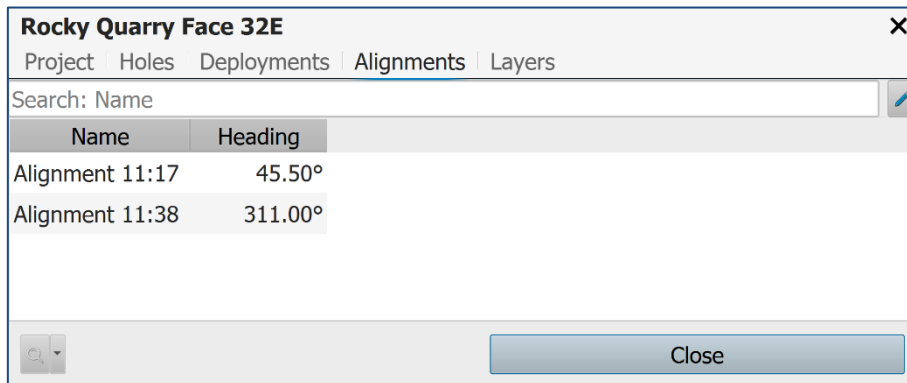 Rocky Quarry Face 32E
Project Holes Deployments Alignments Layers
Search: Name
Name Heading
Alignment 11:17 45.50°
Alignment 11:38 311.00°
Close